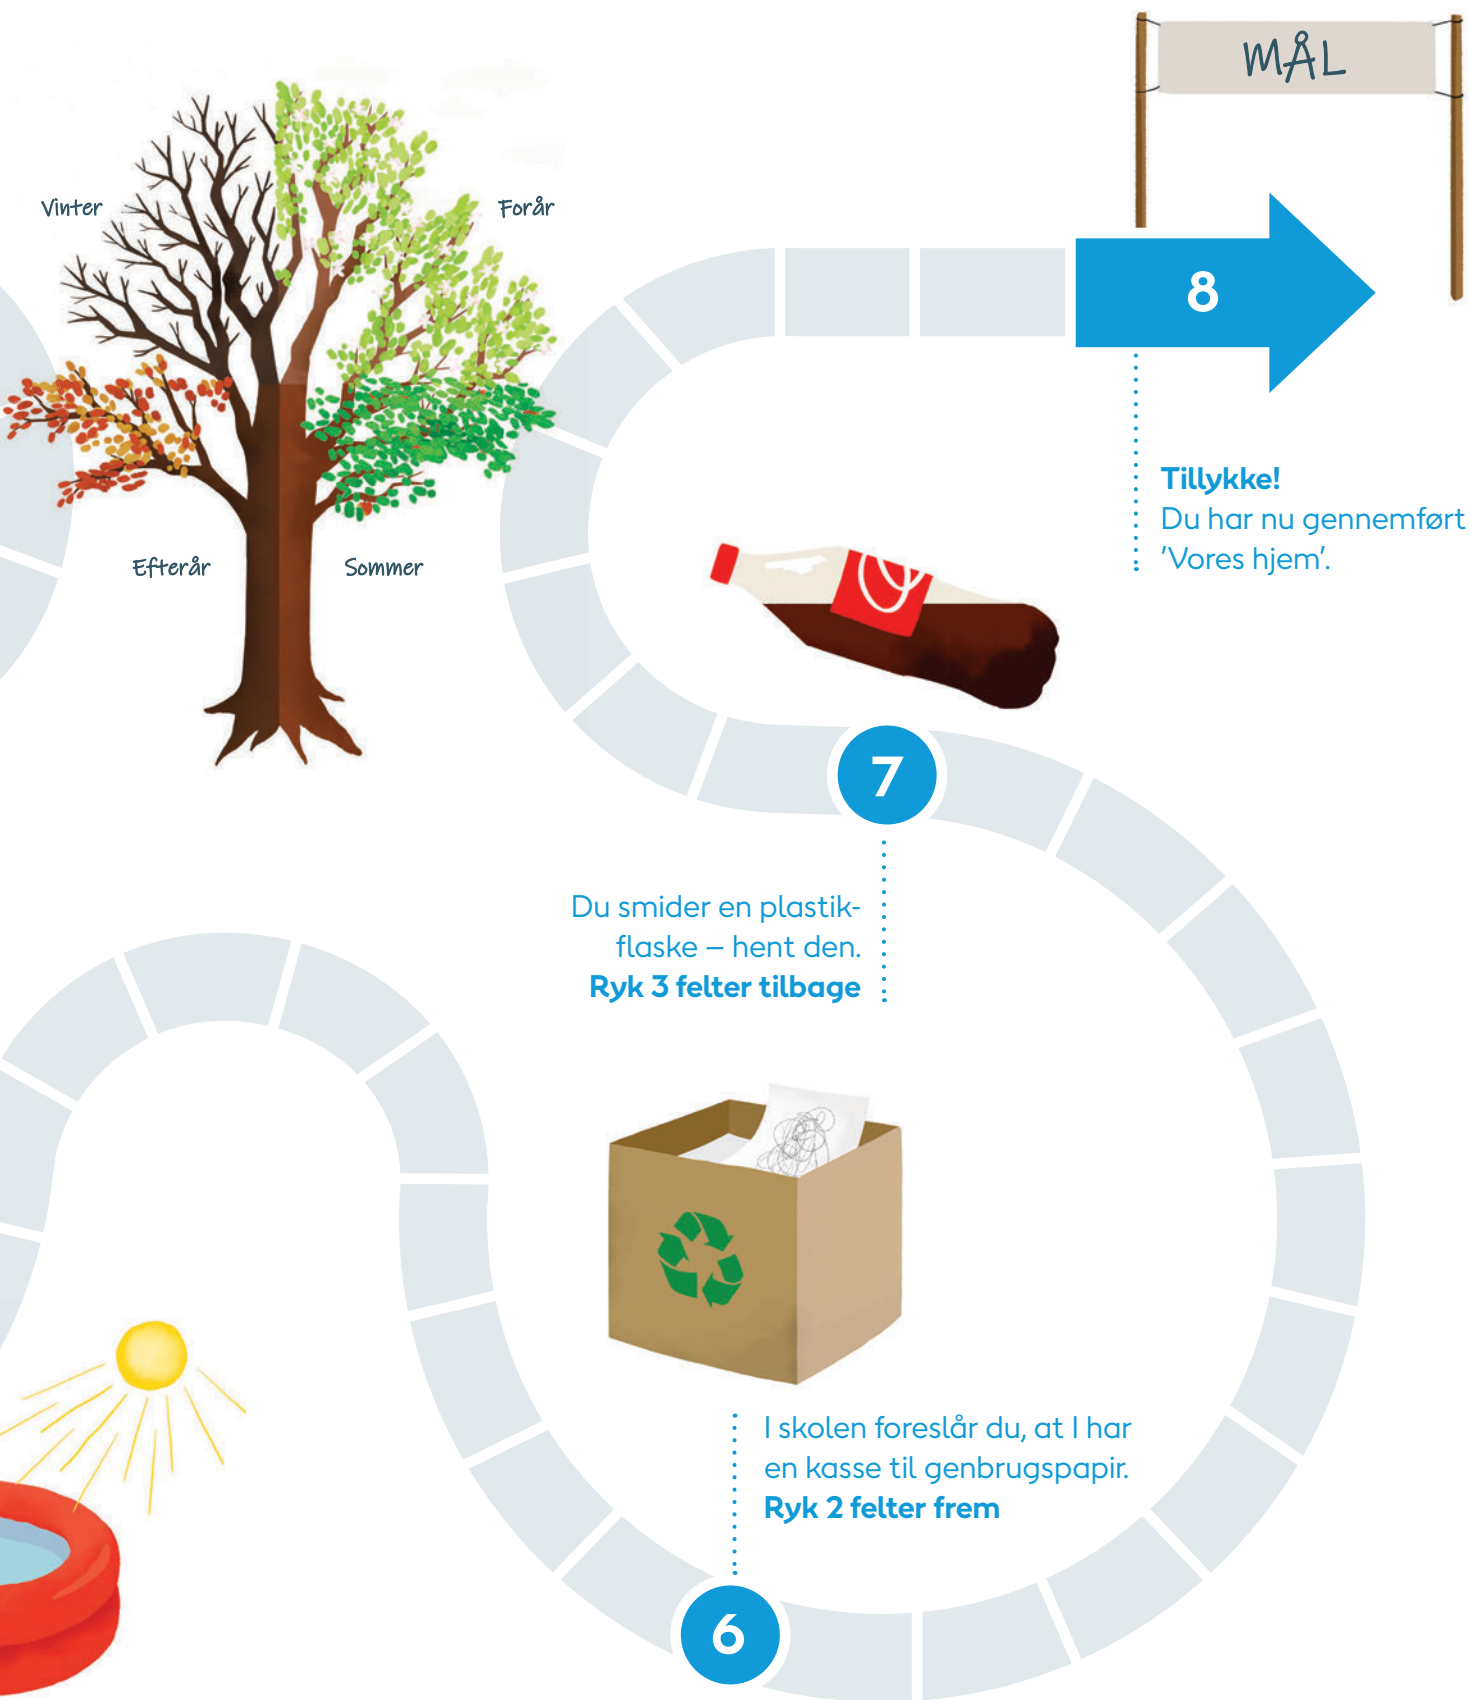 MÅL
Vinter
Forår
8
Tillykke!
Du har nu gennemført
'Vores hjem'.
Efterår
Sommer
7
Du smider en plastik-
flaske – hent den.
Ryk 3 felter tilbage
I skolen foreslår du, at I har
en kasse til genbrugspapir.
Ryk 2 felter frem
6